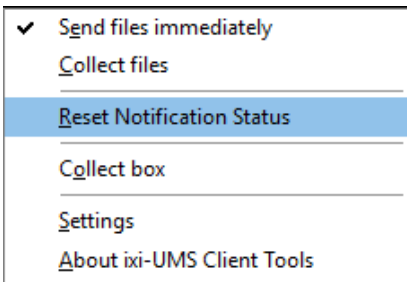 Send files immediately
Collect files
Reset Notification Status
Collect box
Settings
About ixi-UMS Client Tools